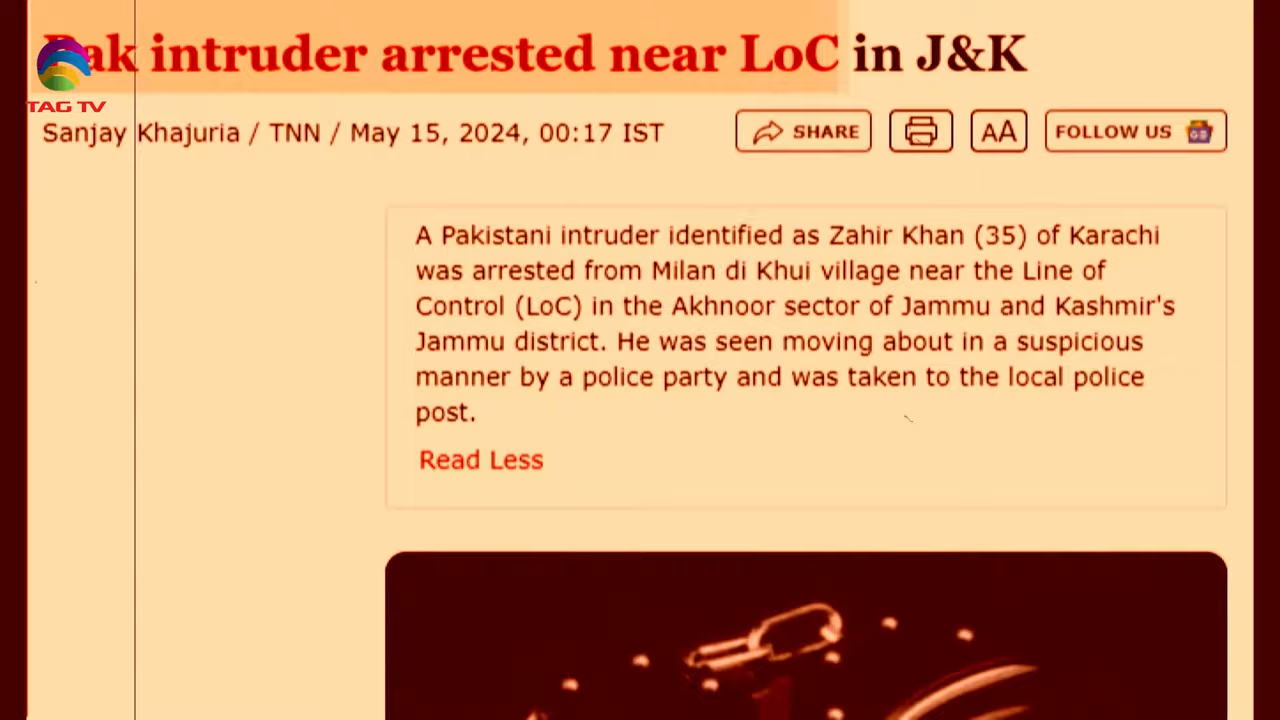 Pak intruder arrested near LoC in J&K
TAG TV
Sanjay Khajuria / TNN / May 15, 2024, 00:17 IST
SHARE
AA
FOLLOW US
A Pakistani intruder identified as Zahir Khan (35) of Karachi
was arrested from Milan di Khui village near the Line of
Control (LoC) in the Akhnoor sector of Jammu and Kashmir's
Jammu district. He was seen moving about in a suspicious
manner by a police party and was taken to the local police
post.
Read Less